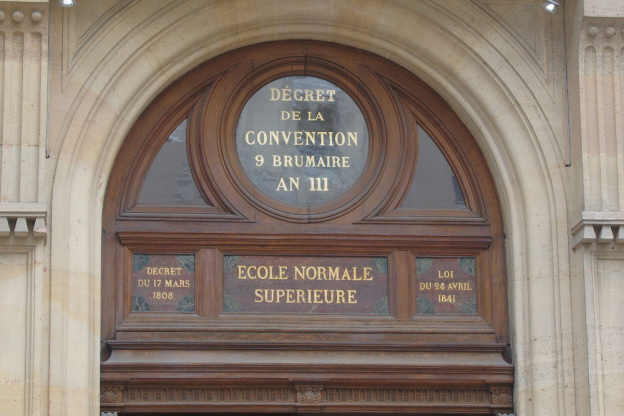 DÉCRET
DE LA
CONVENTION
9 BRUMAIRE
AN 111
DECRET
DU 17 MARS
1808
ECOLE NORMALE
SUPERIEURE
LOI
DU 24 AVRIL
1841